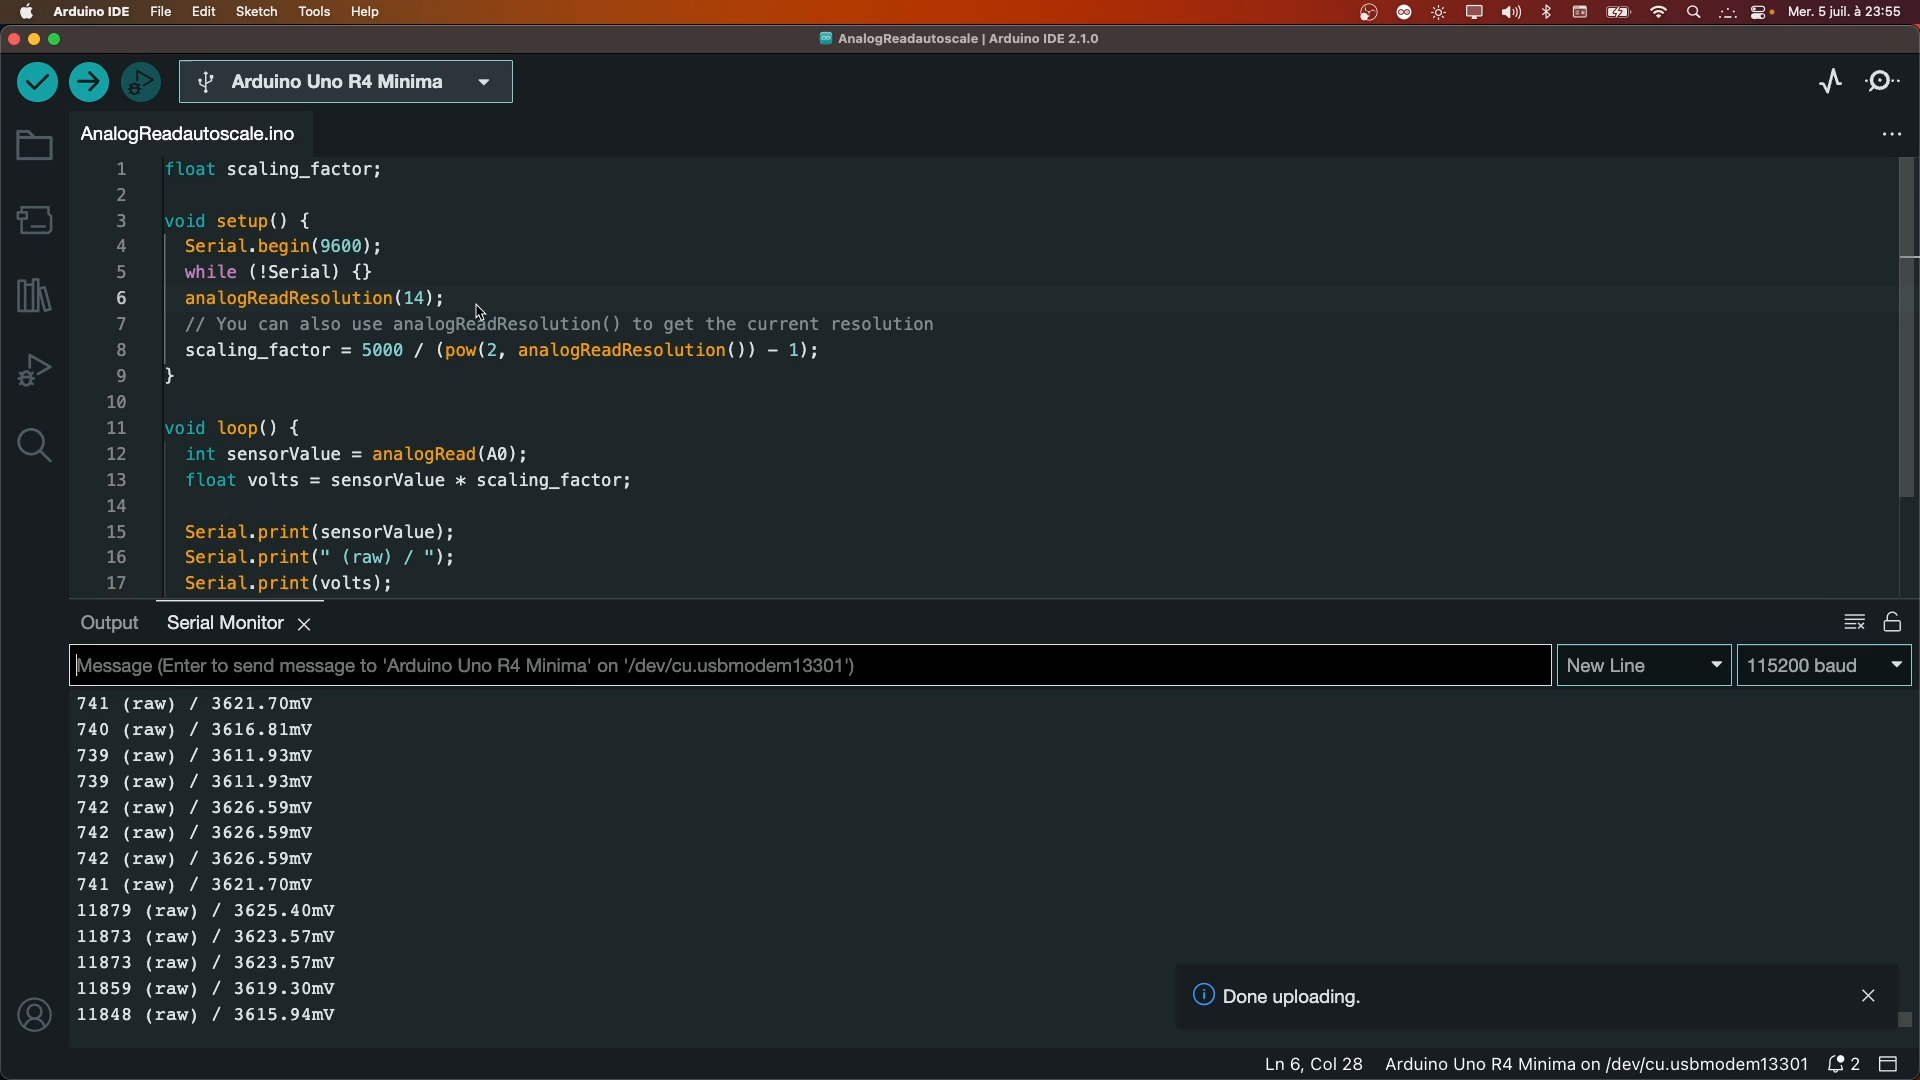 Arduino IDE File Edit Sketch Tools Help Mer. 5 juil. à 23:55
AnalogReadautoscale | Arduino IDE 2.1.0
Arduino Uno R4 Minima
AnalogReadautoscale.ino
1 float scaling_factor;
2
3 void setup() {
4 Serial.begin(9600);
5 while (!Serial) {}
6 analogReadResolution(14);
7 // You can also use analogReadResolution() to get the current resolution
8 scaling_factor = 5000 / (pow(2, analogReadResolution()) - 1);
9 }
10
11 void loop() {
12 int sensorValue = analogRead(A0);
13 float volts = sensorValue * scaling_factor;
14
15 Serial.print(sensorValue);
16 Serial.print(" (raw) / ");
17 Serial.print(volts);
Output Serial Monitor
Message (Enter to send message to 'Arduino Uno R4 Minima' on '/dev/cu.usbmodem13301') New Line 115200 baud
741 (raw) / 3621.70mV
740 (raw) / 3616.81mV
739 (raw) / 3611.93mV
739 (raw) / 3611.93mV
742 (raw) / 3626.59mV
742 (raw) / 3626.59mV
742 (raw) / 3626.59mV
741 (raw) / 3621.70mV
11879 (raw) / 3625.40mV
11873 (raw) / 3623.57mV
11873 (raw) / 3623.57mV
11859 (raw) / 3619.30mV
11848 (raw) / 3615.94mV
Done uploading.
Ln 6, Col 28 Arduino Uno R4 Minima on /dev/cu.usbmodem13301 2